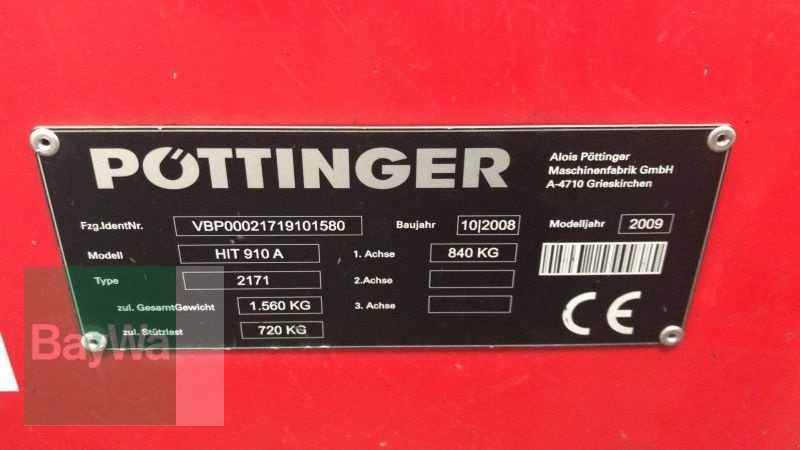 PÖTTINGER
Alois Pöttinger
Maschinenfabrik GmbH
A-4710 Grieskirchen
Fzg.IdentNr. VBP00021719101580 Baujahr 10|2008 Modelljahr 2009
Modell HIT 910 A 1. Achse 840 KG
Type 2171 2.Achse
zul. GesamtGewicht 1.560 KG 3. Achse
zul. Stützlast 720 KG
CE
BayWa